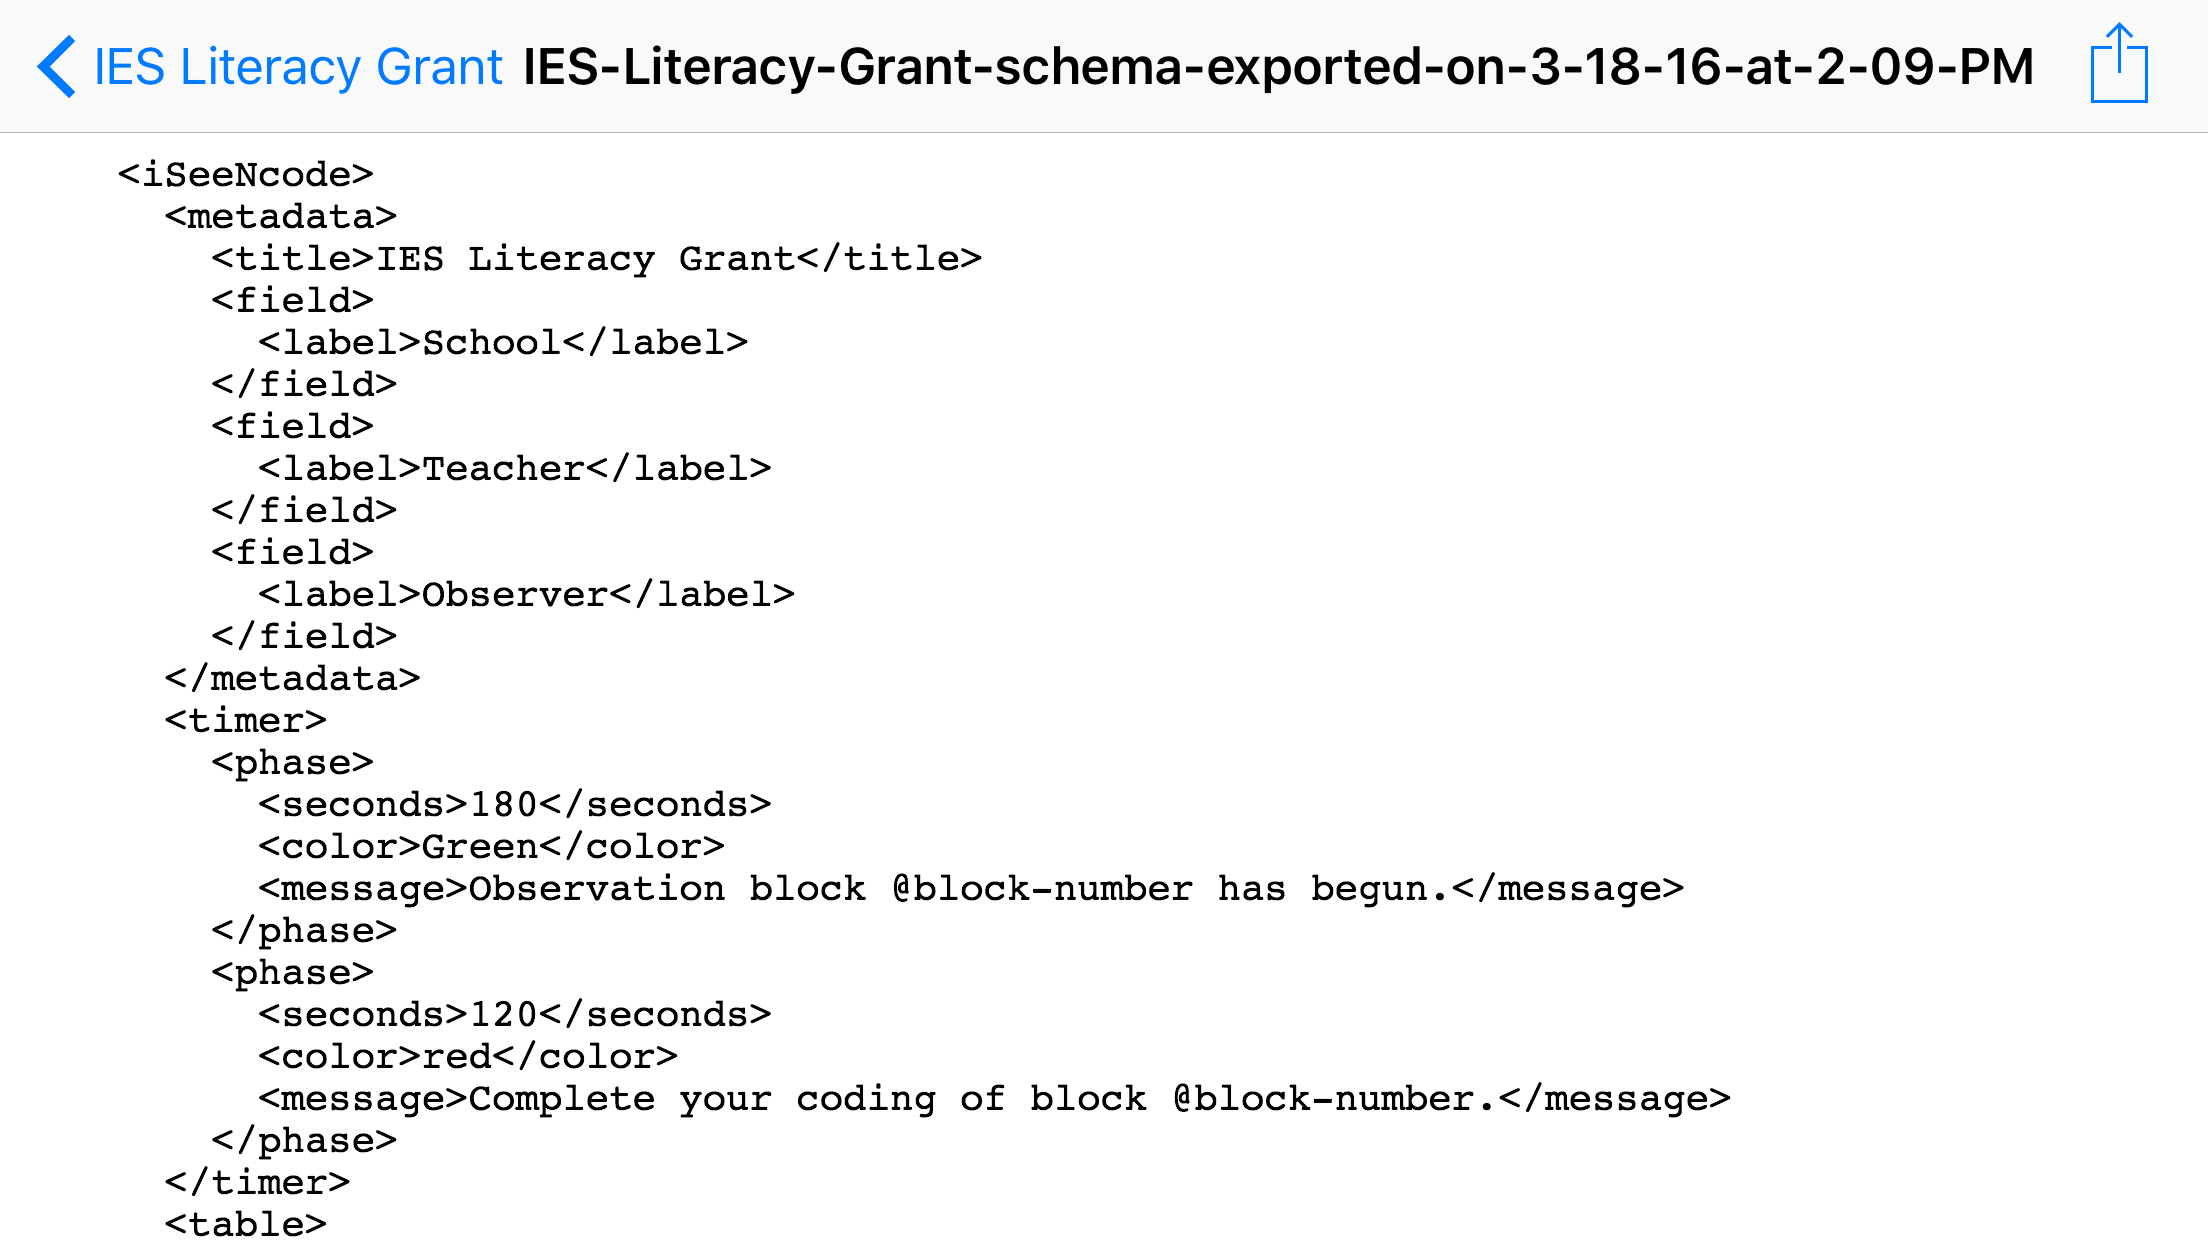 IES Literacy Grant IES-Literacy-Grant-schema-exported-on-3-18-16-at-2-09-PM
<iSeeNcode>
  <metadata>
    <title>IES Literacy Grant</title>
    <field>
      <label>School</label>
    </field>
    <field>
      <label>Teacher</label>
    </field>
    <field>
      <label>Observer</label>
    </field>
  </metadata>
  <timer>
    <phase>
      <seconds>180</seconds>
      <color>Green</color>
      <message>Observation block @block-number has begun.</message>
    </phase>
    <phase>
      <seconds>120</seconds>
      <color>red</color>
      <message>Complete your coding of block @block-number.</message>
    </phase>
  </timer>
  <table>